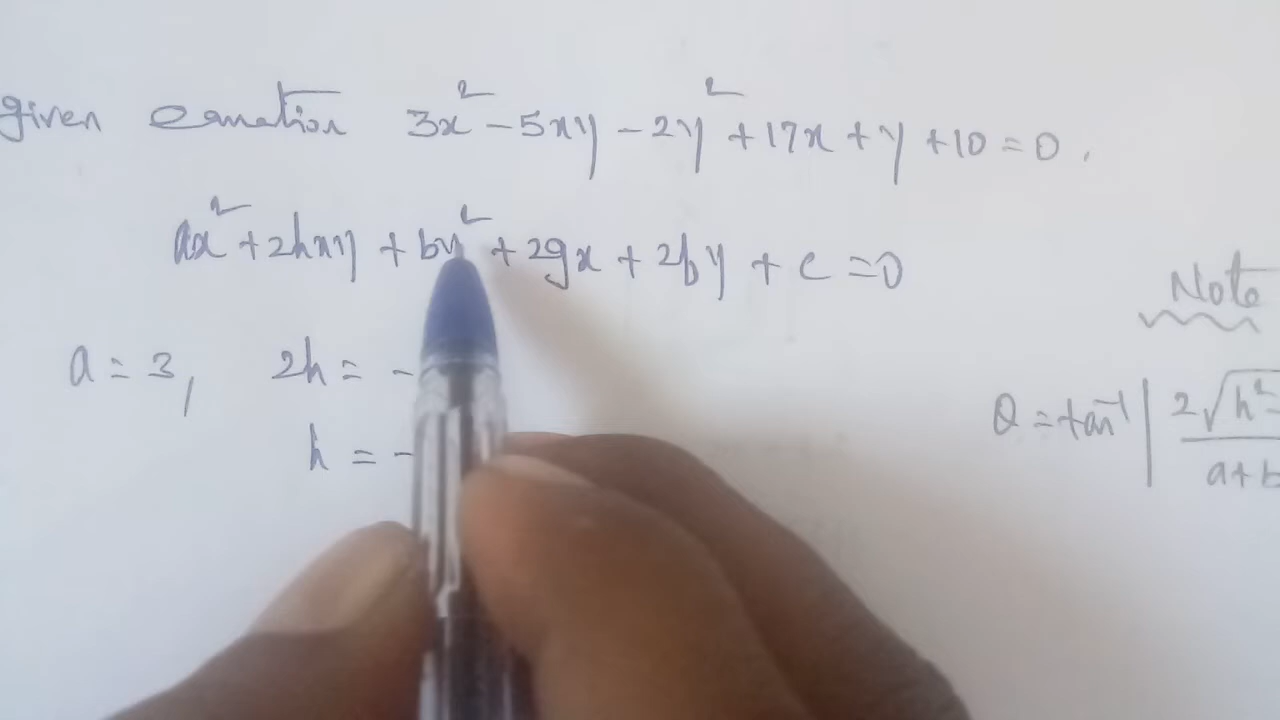 given equation 3x² - 5xy - 2y² + 17x + y + 10 = 0.
ax² + 2hxy + by² + 2gx + 2fy + c = 0
a = 3, 2h = -
h = -
Note
θ = tan⁻¹ | 2√h² -
a + b